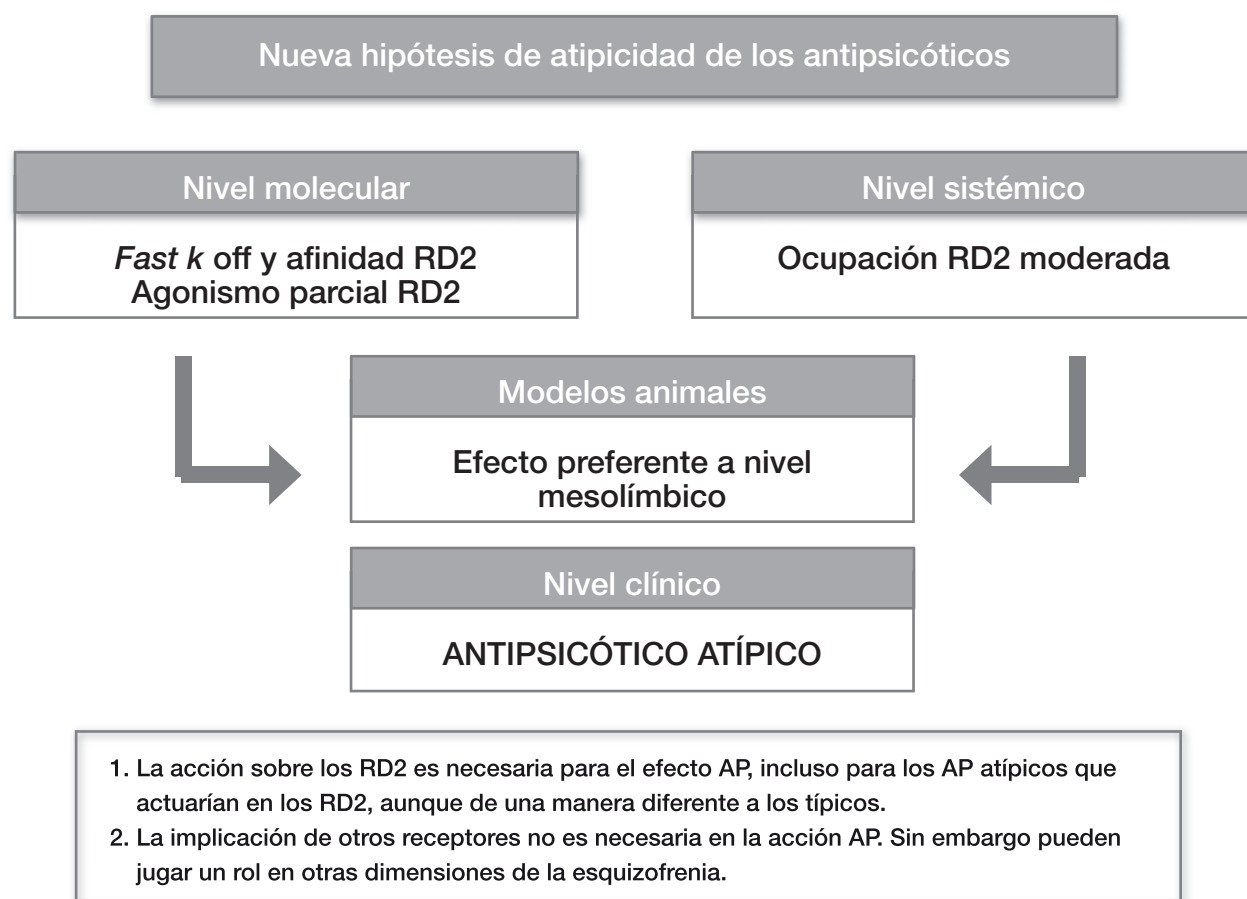 Nueva hipótesis de atipicidad de los antipsicóticos
Nivel molecular
Fast k off y afinidad RD2
Agonismo parcial RD2
Nivel sistémico
Ocupación RD2 moderada
Modelos animales
Efecto preferente a nivel
mesolímbico
Nivel clínico
ANTIPSICÓTICO ATÍPICO
1. La acción sobre los RD2 es necesaria para el efecto AP, incluso para los AP atípicos que
actuarían en los RD2, aunque de una manera diferente a los típicos.
2. La implicación de otros receptores no es necesaria en la acción AP. Sin embargo pueden
jugar un rol en otras dimensiones de la esquizofrenia.